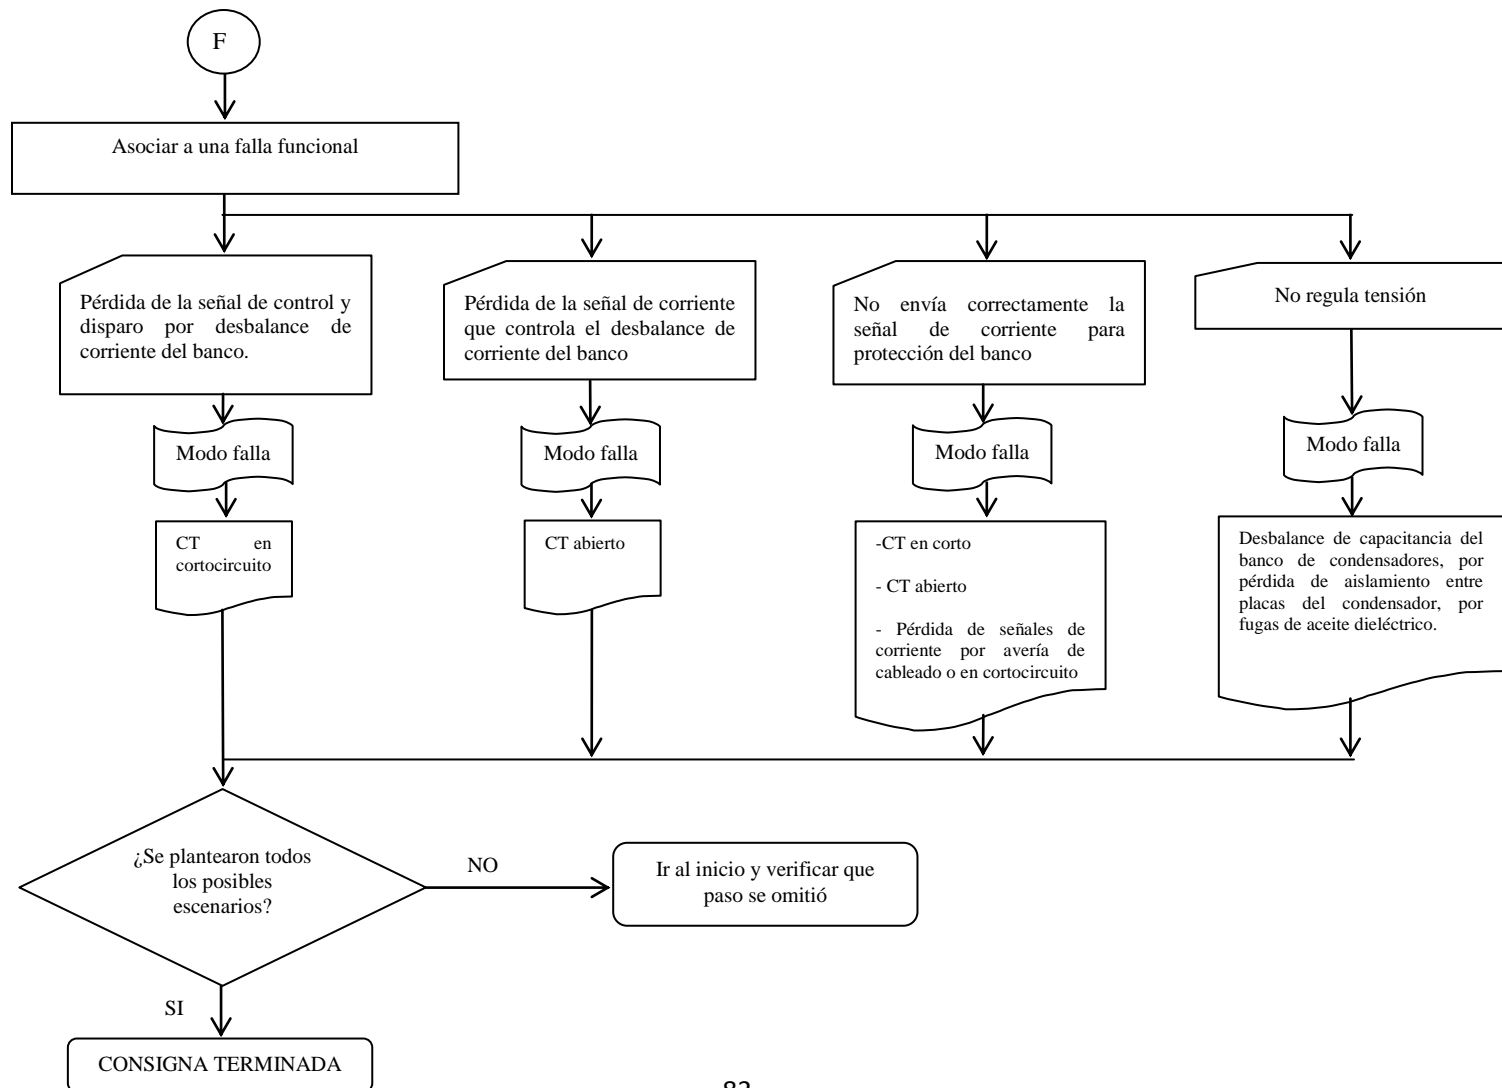 F
Asociar a una falla funcional
Pérdida de la señal de control y
disparo por desbalance de
corriente del banco.
Pérdida de la señal de corriente
que controla el desbalance de
corriente del banco
No envía correctamente la
señal de corriente para
protección del banco
No regula tensión
Modo falla
Modo falla
Modo falla
Modo falla
CT en
cortocircuito
CT abierto
-CT en corto
- CT abierto
- Pérdida de señales de
corriente por avería de
cableado o en cortocircuito
Desbalance de capacitancia del
banco de condensadores, por
pérdida de aislamiento entre
placas del condensador, por
fugas de aceite dieléctrico.
¿Se plantearon todos
los posibles
escenarios?
NO
Ir al inicio y verificar que
paso se omitió
SI
CONSIGNA TERMINADA